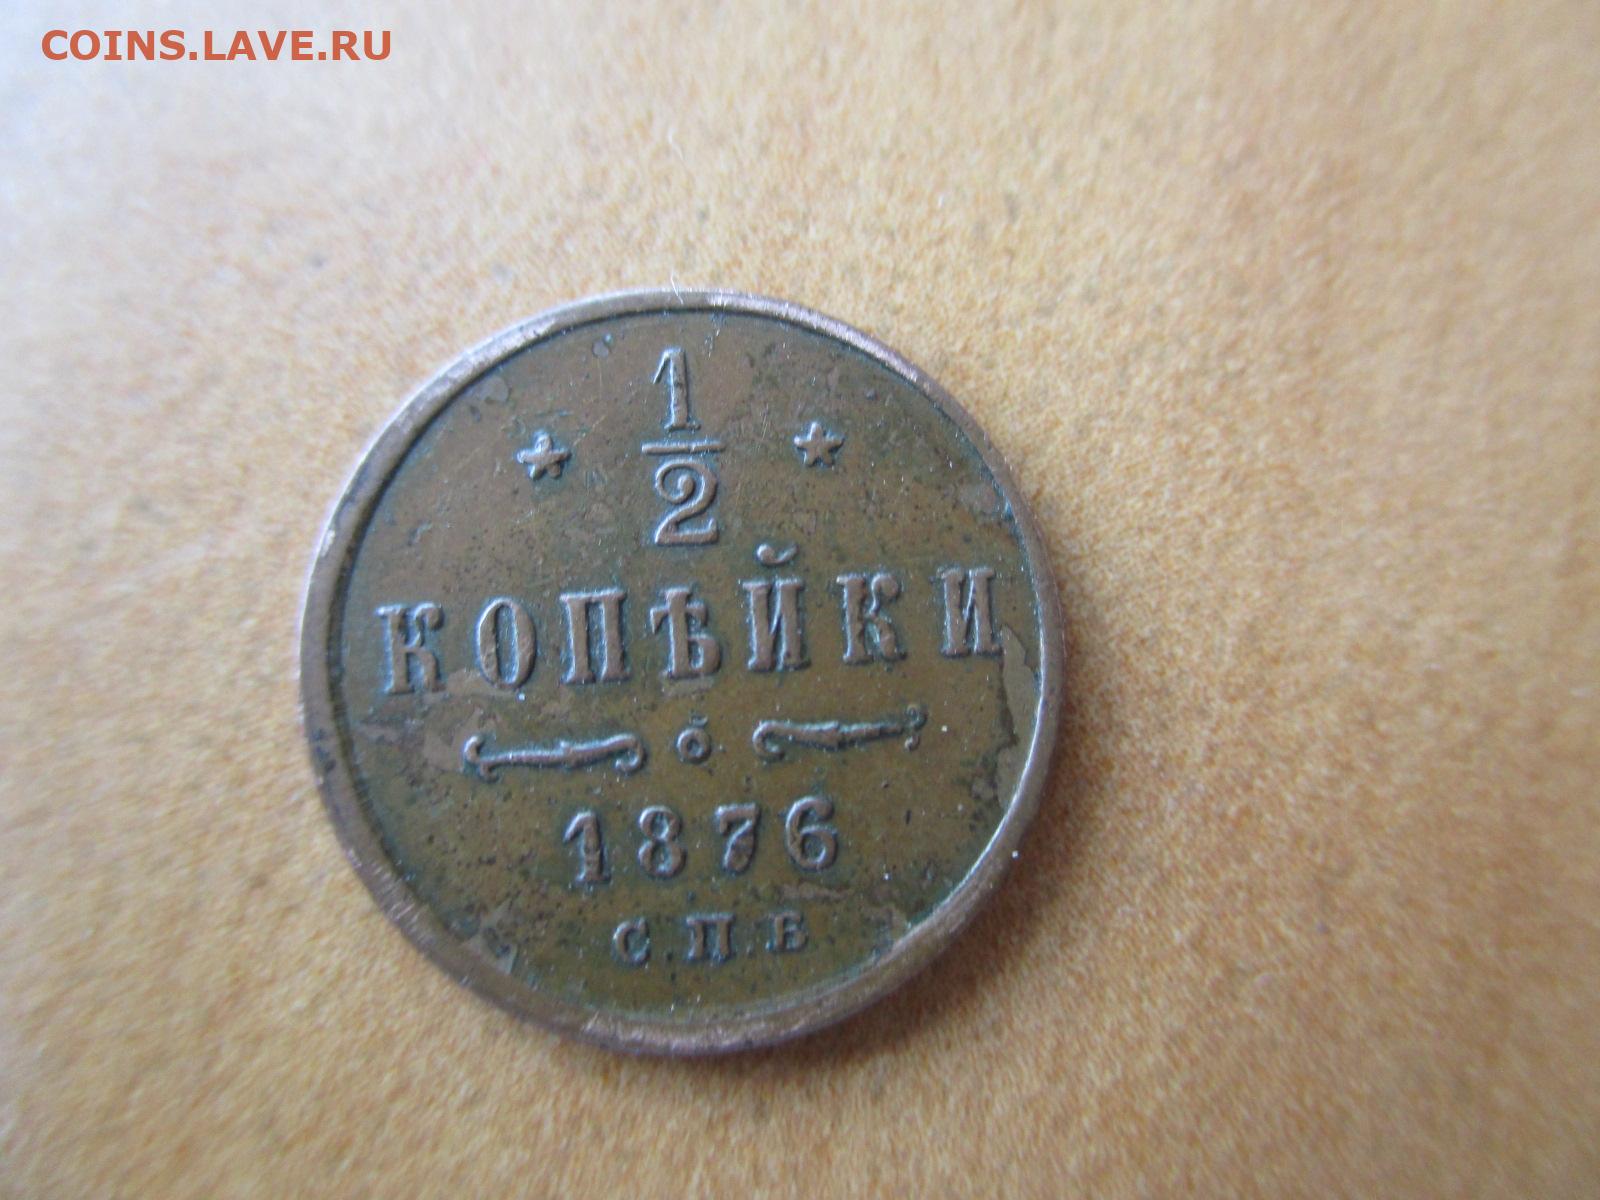 COINS.LAVE.RU
1/2
КОПѢЙКИ
1876
С.П.Б